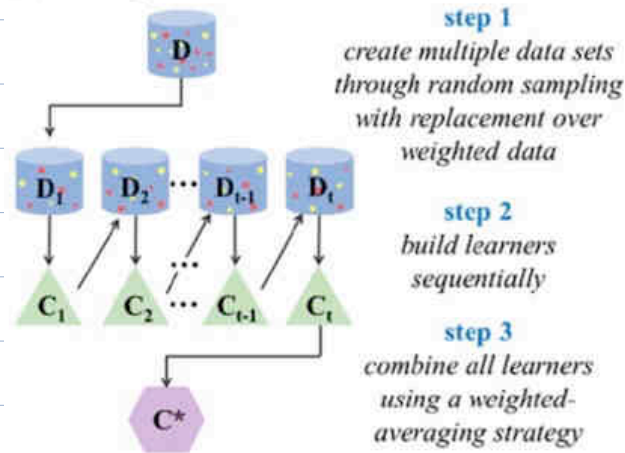 D
step 1
create multiple data sets
through random sampling
with replacement over
weighted data
D1 D2 ... Dt-1 Dt
step 2
build learners
sequentially
...
C1 C2 ... Ct-1 Ct
step 3
combine all learners
using a weighted-
averaging strategy
C*